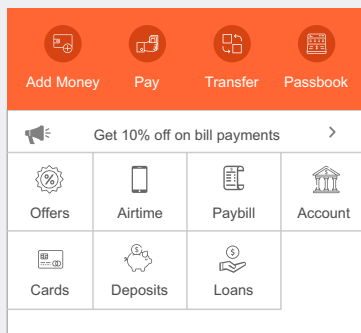 Add Money Pay Transfer Passbook
Get 10% off on bill payments
Offers Airtime Paybill Account
Cards Deposits Loans